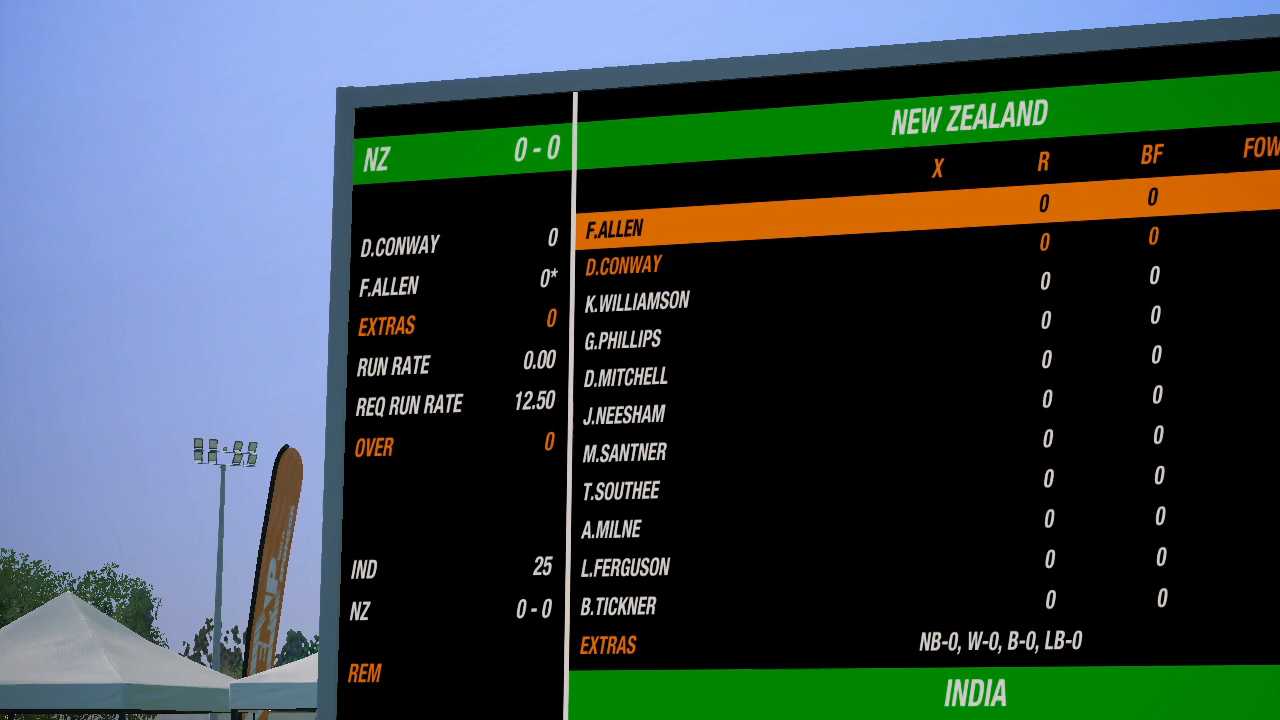 NZ 0 - 0
D.CONWAY 0
F.ALLEN 0*
EXTRAS 0
RUN RATE 0.00
REQ RUN RATE 12.50
OVER 0
IND 25
NZ 0 - 0
REM
NEW ZEALAND
X R BF FOW
F.ALLEN 0 0
D.CONWAY 0 0
K.WILLIAMSON 0 0
G.PHILLIPS 0 0
D.MITCHELL 0 0
J.NEESHAM 0 0
M.SANTNER 0 0
T.SOUTHEE 0 0
A.MILNE 0 0
L.FERGUSON 0 0
B.TICKNER 0 0
EXTRAS NB-0, W-0, B-0, LB-0
INDIA